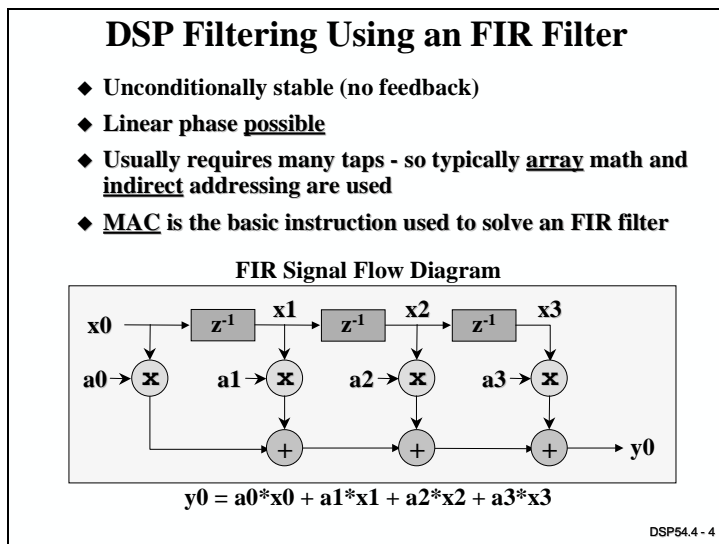 DSP Filtering Using an FIR Filter
◆ Unconditionally stable (no feedback)
◆ Linear phase possible
◆ Usually requires many taps - so typically array math and
indirect addressing are used
◆ MAC is the basic instruction used to solve an FIR filter
FIR Signal Flow Diagram
x0 z-1 x1 z-1 x2 z-1 x3
a0 x a1 x a2 x a3 x
+ + + y0
y0 = a0*x0 + a1*x1 + a2*x2 + a3*x3
DSP54.4 - 4